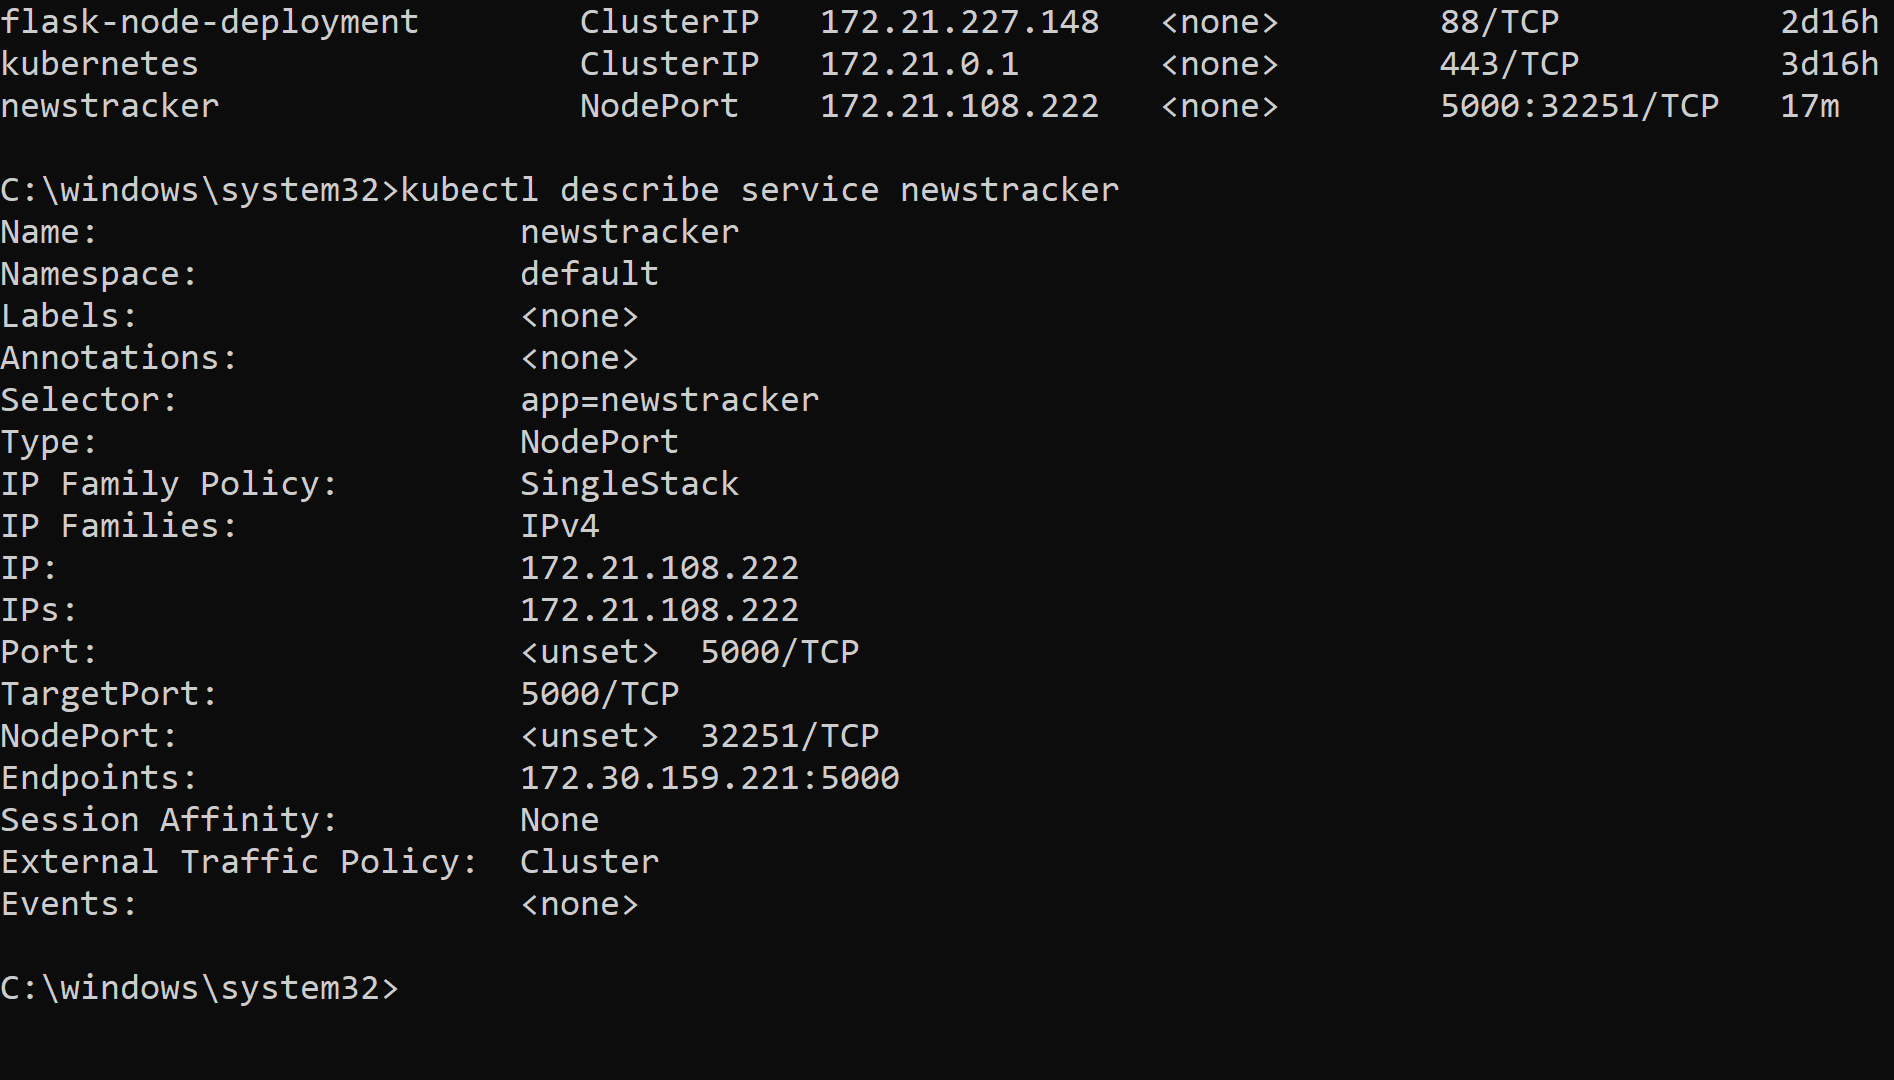 flask-node-deployment        ClusterIP   172.21.227.148   <none>        88/TCP           2d16h
kubernetes                   ClusterIP   172.21.0.1       <none>        443/TCP          3d16h
newstracker                  NodePort    172.21.108.222   <none>        5000:32251/TCP   17m
C:\windows\system32>kubectl describe service newstracker
Name:                     newstracker
Namespace:                default
Labels:                   <none>
Annotations:              <none>
Selector:                 app=newstracker
Type:                     NodePort
IP Family Policy:         SingleStack
IP Families:              IPv4
IP:                       172.21.108.222
IPs:                      172.21.108.222
Port:                     <unset>  5000/TCP
TargetPort:               5000/TCP
NodePort:                 <unset>  32251/TCP
Endpoints:                172.30.159.221:5000
Session Affinity:         None
External Traffic Policy:  Cluster
Events:                   <none>
C:\windows\system32>